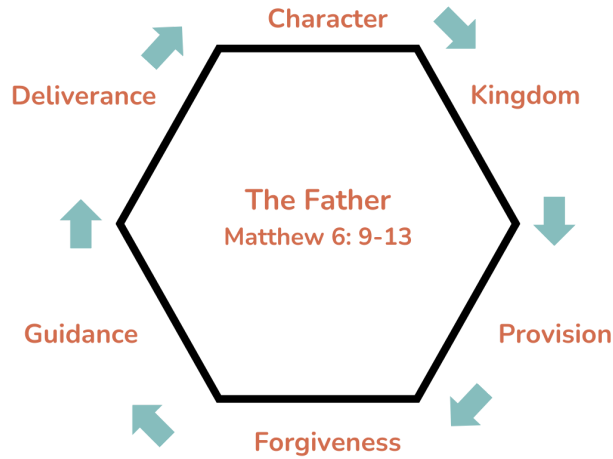 Character
Deliverance
Kingdom
The Father
Matthew 6: 9-13
Guidance
Provision
Forgiveness